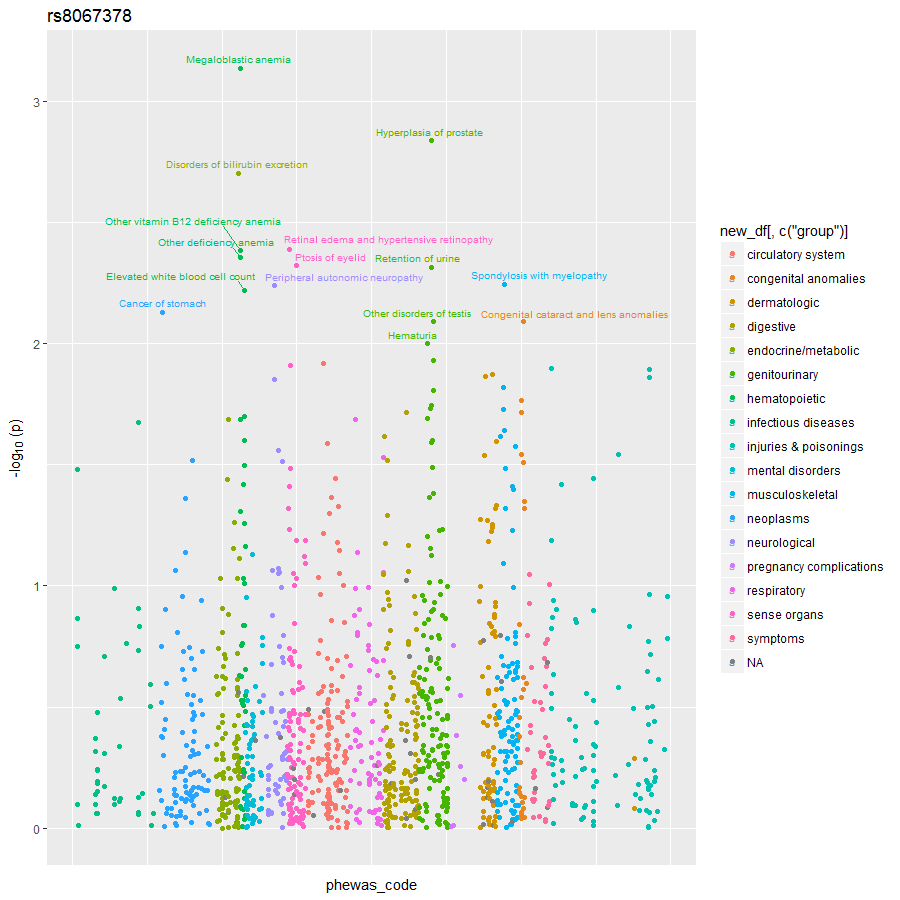 rs8067378
Megaloblastic anemia
3
Hyperplasia of prostate
Disorders of bilirubin excretion
Other vitamin B12 deficiency anemia
Other deficiency anemia
Retinal edema and hypertensive retinopathy
Ptosis of eyelid
Retention of urine
Elevated white blood cell count
Peripheral autonomic neuropathy
Spondylosis with myelopathy
Cancer of stomach
Other disorders of testis
Congenital cataract and lens anomalies
Hematuria
2
-log10 (p)
1
0
phewas_code
new_df[, c("group")]
circulatory system
congenital anomalies
dermatologic
digestive
endocrine/metabolic
genitourinary
hematopoietic
infectious diseases
injuries & poisonings
mental disorders
musculoskeletal
neoplasms
neurological
pregnancy complications
respiratory
sense organs
symptoms
NA